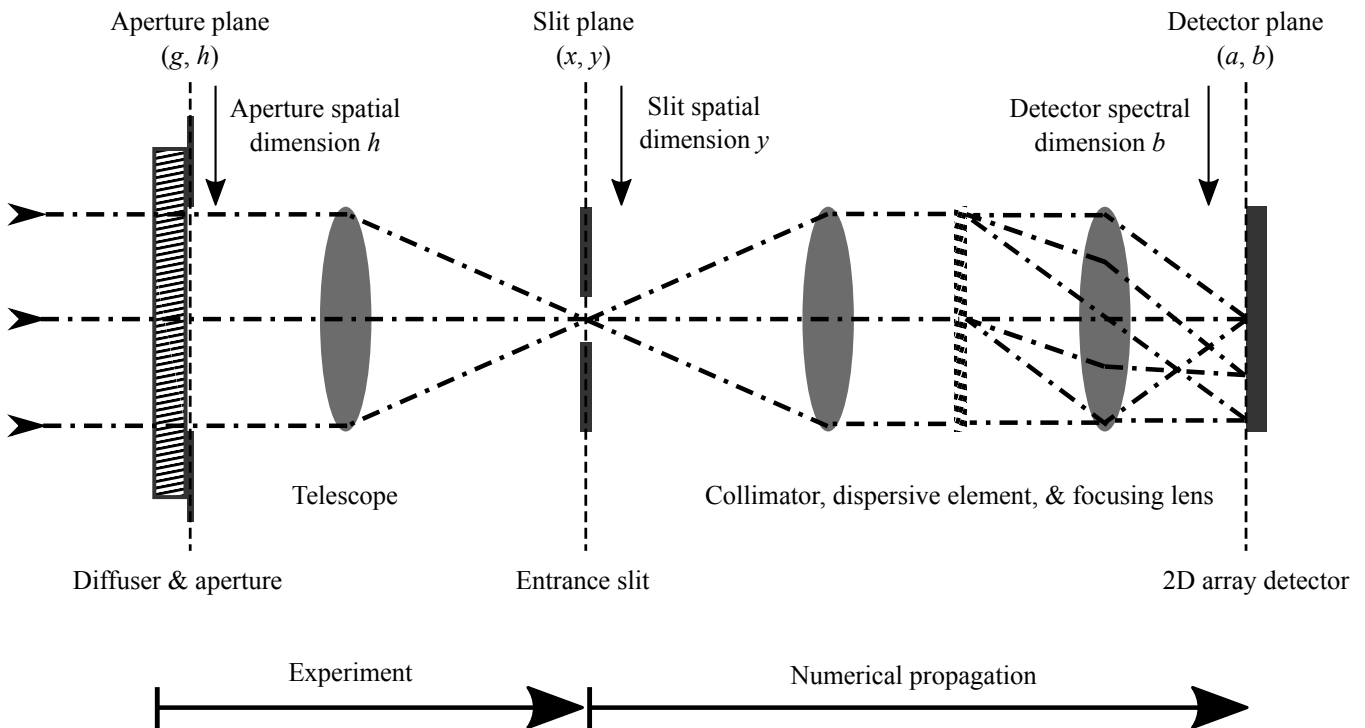 Aperture plane
(g, h)
Slit plane
(x, y)
Detector plane
(a, b)
Aperture spatial
dimension h
Slit spatial
dimension y
Detector spectral
dimension b
Telescope
Collimator, dispersive element, & focusing lens
Diffuser & aperture
Entrance slit
2D array detector
Experiment
Numerical propagation